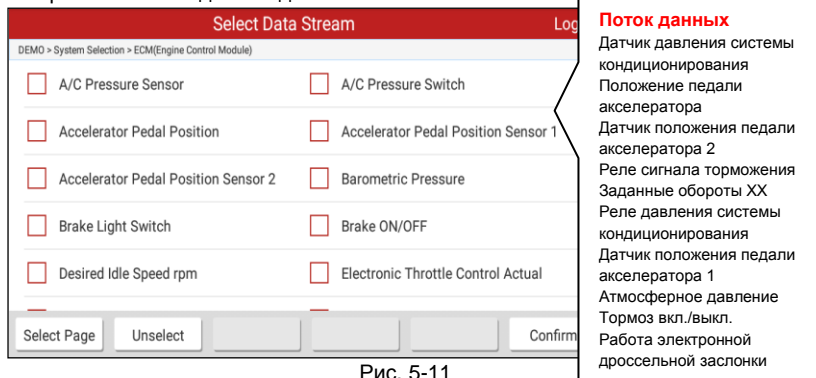 Select Data Stream Log
DEMO > System Selection > ECM(Engine Control Module)
A/C Pressure Sensor A/C Pressure Switch
Accelerator Pedal Position Accelerator Pedal Position Sensor 1
Accelerator Pedal Position Sensor 2 Barometric Pressure
Brake Light Switch Brake ON/OFF
Desired Idle Speed rpm Electronic Throttle Control Actual
Select Page Unselect Confirm
Рис. 5-11
Поток данных
Датчик давления системы
кондиционирования
Положение педали
акселератора
Датчик положения педали
акселератора 2
Реле сигнала торможения
Заданные обороты ХХ
Реле давления системы
кондиционирования
Датчик положения педали
акселератора 1
Атмосферное давление
Тормоз вкл./выкл.
Работа электронной
дроссельной заслонки